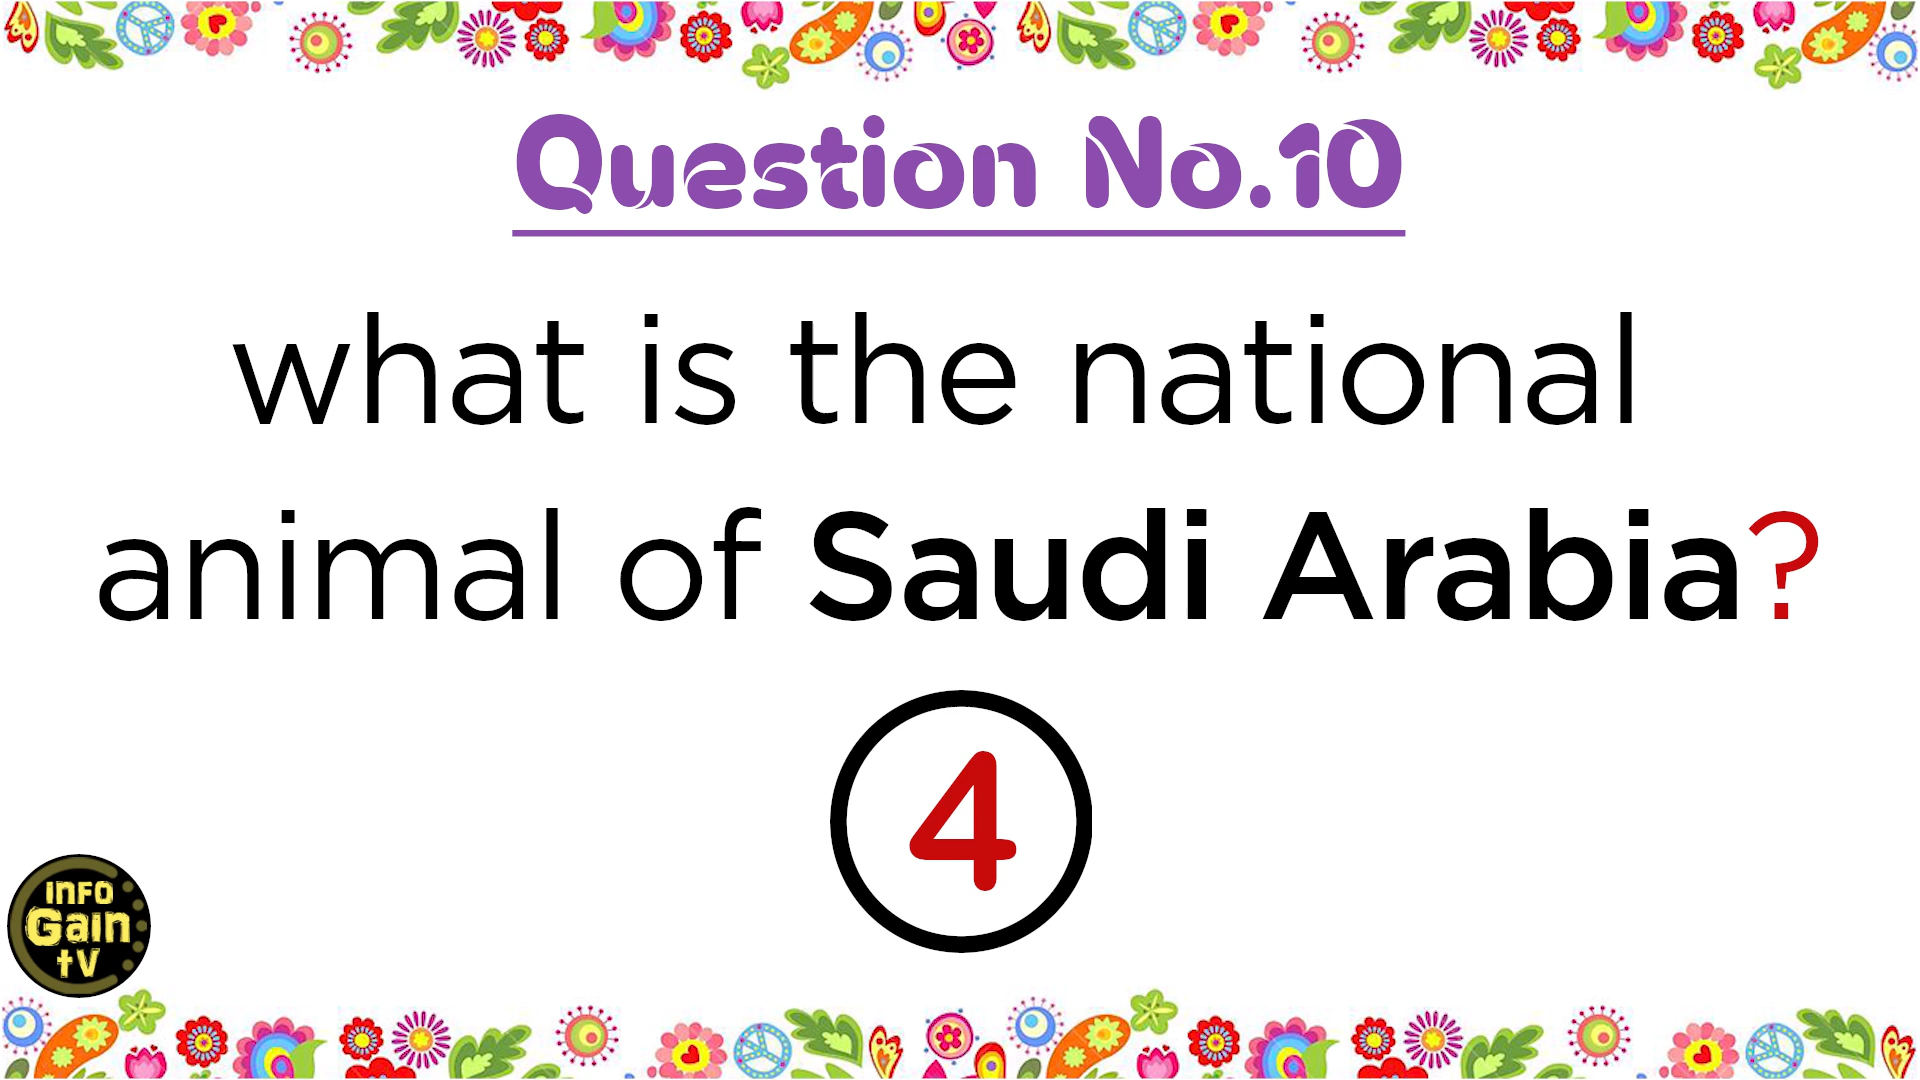 Question No.10
what is the national
animal of Saudi Arabia?
4
INFO
Gain
tV